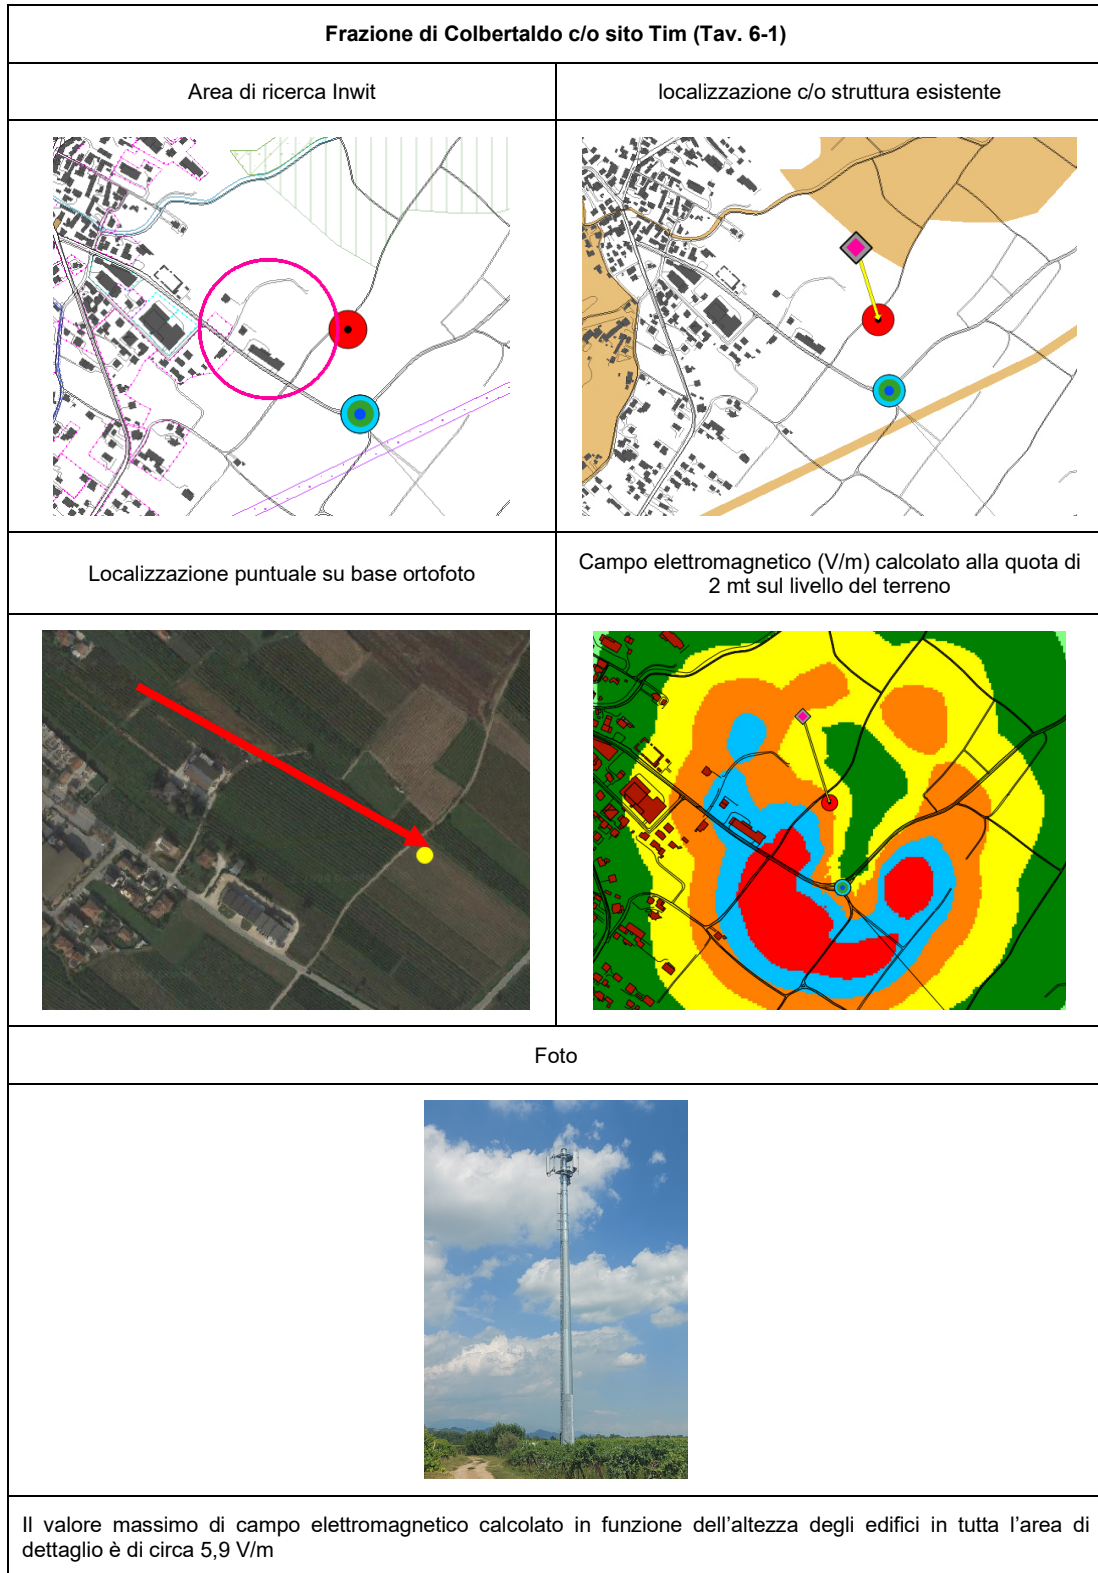 Frazione di Colbertaldo c/o sito Tim (Tav. 6-1)
Area di ricerca Inwit
localizzazione c/o struttura esistente
Localizzazione puntuale su base ortofoto
Campo elettromagnetico (V/m) calcolato alla quota di
2 mt sul livello del terreno
Foto
Il valore massimo di campo elettromagnetico calcolato in funzione dell'altezza degli edifici in tutta l'area di
dettaglio è di circa 5,9 V/m